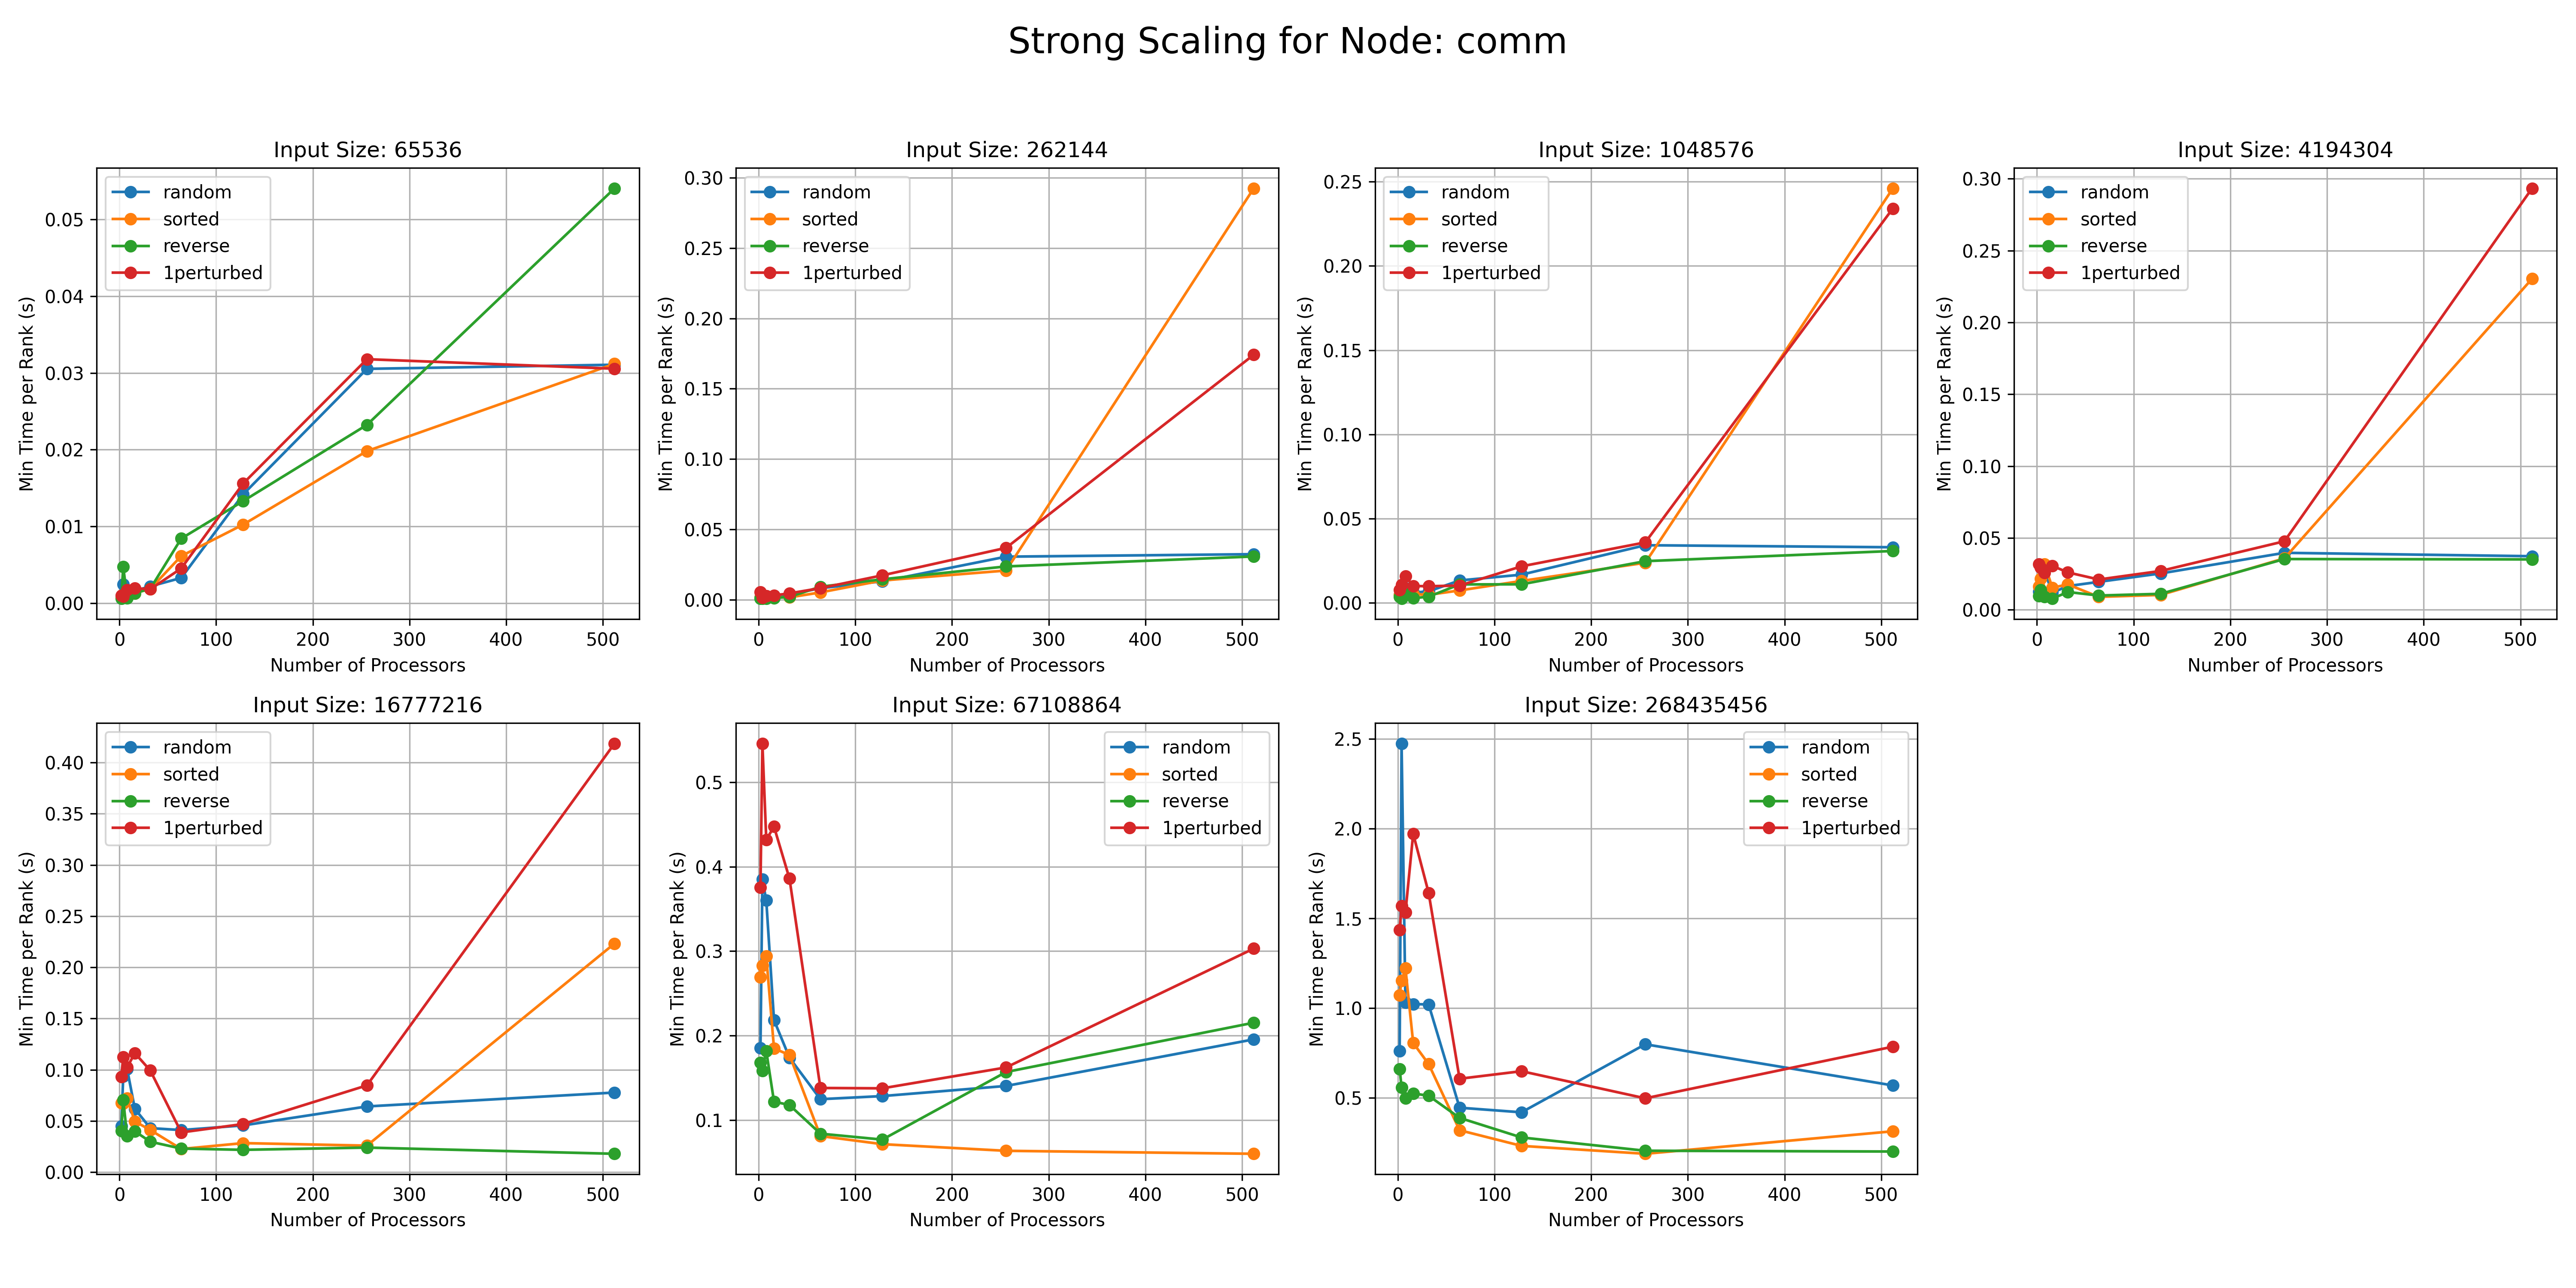 Strong Scaling for Node: comm
Input Size: 65536
random
sorted
reverse
1perturbed
Min Time per Rank (s)
0.05
0.04
0.03
0.02
0.01
0.00
0 100 200 300 400 500
Number of Processors
Input Size: 262144
random
sorted
reverse
1perturbed
Min Time per Rank (s)
0.30
0.25
0.20
0.15
0.10
0.05
0.00
0 100 200 300 400 500
Number of Processors
Input Size: 1048576
random
sorted
reverse
1perturbed
Min Time per Rank (s)
0.25
0.20
0.15
0.10
0.05
0.00
0 100 200 300 400 500
Number of Processors
Input Size: 4194304
random
sorted
reverse
1perturbed
Min Time per Rank (s)
0.30
0.25
0.20
0.15
0.10
0.05
0.00
0 100 200 300 400 500
Number of Processors
Input Size: 16777216
random
sorted
reverse
1perturbed
Min Time per Rank (s)
0.40
0.35
0.30
0.25
0.20
0.15
0.10
0.05
0.00
0 100 200 300 400 500
Number of Processors
Input Size: 67108864
random
sorted
reverse
1perturbed
Min Time per Rank (s)
0.5
0.4
0.3
0.2
0.1
0 100 200 300 400 500
Number of Processors
Input Size: 268435456
random
sorted
reverse
1perturbed
Min Time per Rank (s)
2.5
2.0
1.5
1.0
0.5
0 100 200 300 400 500
Number of Processors